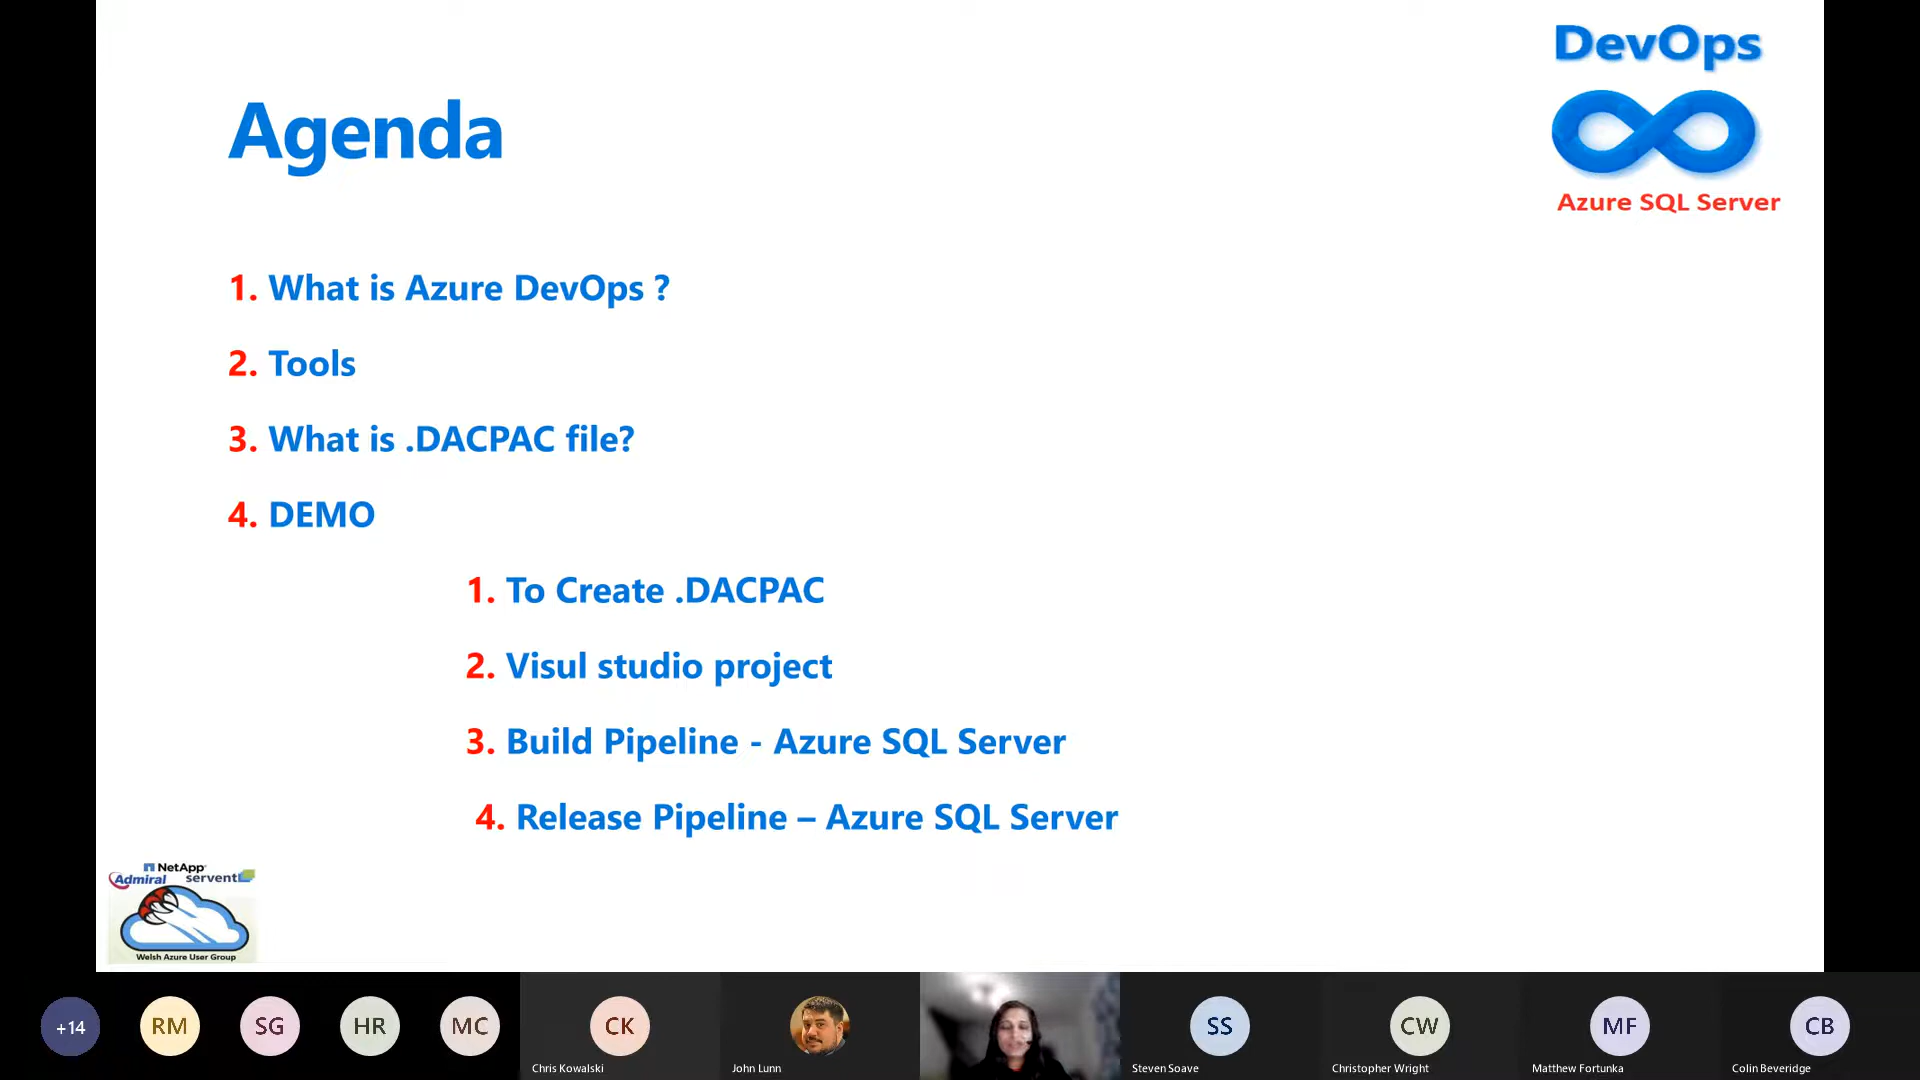 DevOps
Agenda
Azure SQL Server
1. What is Azure DevOps ?
2. Tools
3. What is .DACPAC file?
4. DEMO
1. To Create .DACPAC
2. Visul studio project
3. Build Pipeline - Azure SQL Server
4. Release Pipeline – Azure SQL Server
NetApp
Admiral servent
Welsh Azure User Group
+14
RM
SG
HR
MC
CK
SS
CW
MF
CB
Chris Kowalski
John Lunn
Steven Soave
Christopher Wright
Matthew Fortunka
Colin Beveridge